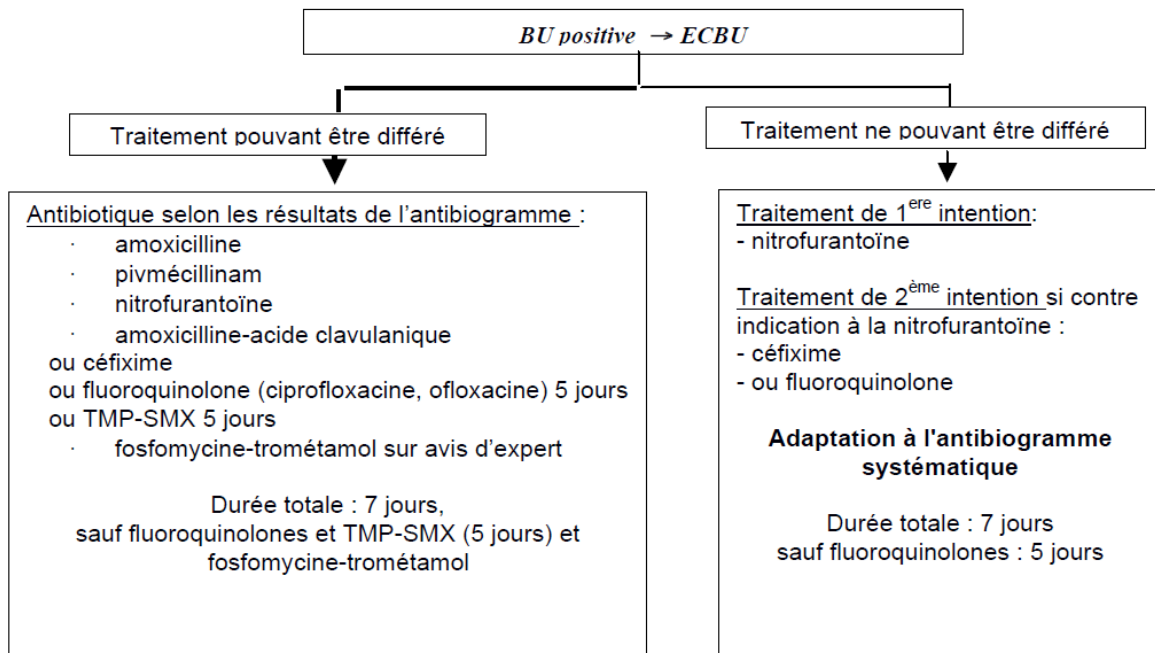 BU positive → ECBU
Traitement pouvant être différé
Antibiotique selon les résultats de l'antibiogramme :
· amoxicilline
· pivmécillinam
· nitrofurantoïne
· amoxicilline-acide clavulanique
ou céfixime
ou fluoroquinolone (ciprofloxacine, ofloxacine) 5 jours
ou TMP-SMX 5 jours
· fosfomycine-trométamol sur avis d'expert
Durée totale : 7 jours,
sauf fluoroquinolones et TMP-SMX (5 jours) et
fosfomycine-trométamol
Traitement ne pouvant être différé
Traitement de 1ere intention:
- nitrofurantoïne
Traitement de 2ème intention si contre
indication à la nitrofurantoïne :
- céfixime
- ou fluoroquinolone
Adaptation à l'antibiogramme
systématique
Durée totale : 7 jours
sauf fluoroquinolones : 5 jours